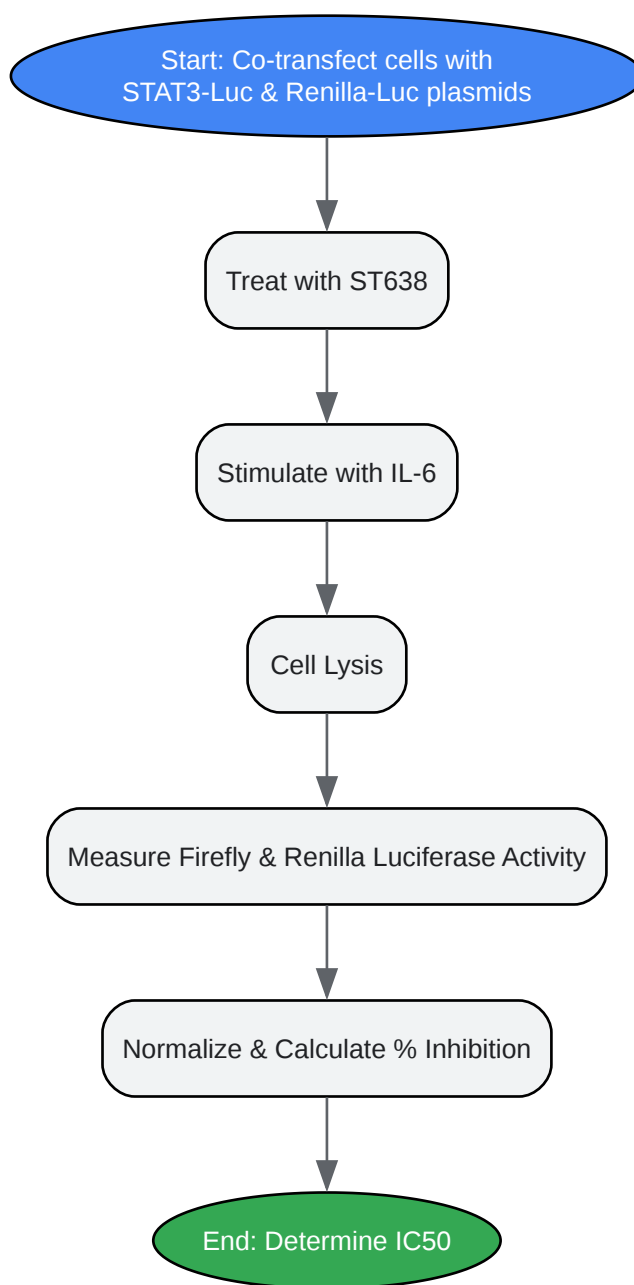 Start: Co-transfect cells with
STAT3-Luc & Renilla-Luc plasmids
Treat with ST638
Stimulate with IL-6
Cell Lysis
Measure Firefly & Renilla Luciferase Activity
Normalize & Calculate % Inhibition
End: Determine IC50